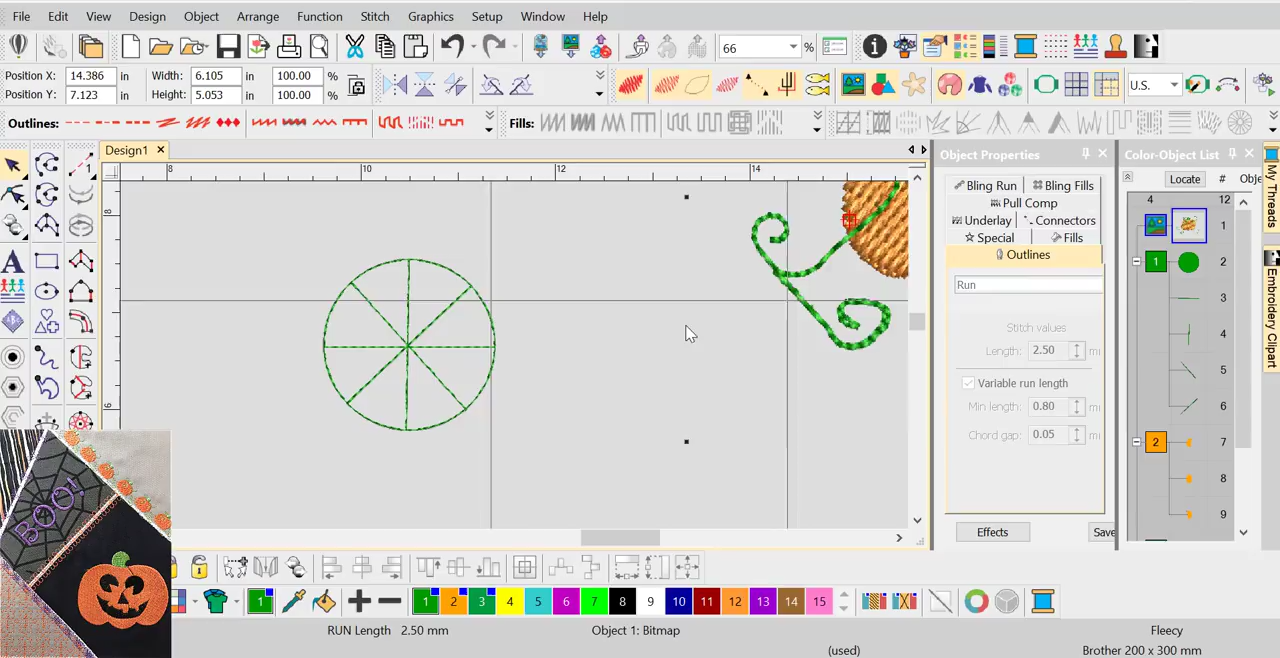 File Edit View Design Object Arrange Function Stitch Graphics Setup Window Help
66 %
Position X: 14.386 in Width: 6.105 in 100.00 %
Position Y: 7.123 in Height: 5.053 in 100.00 %
U.S.
Outlines: Fills:
Design1
8 10 12 14
8
6
Object Properties
Bling Run Bling Fills
Pull Comp
Underlay Connectors
Special Fills
Outlines
Run
Stitch values
Length: 2.50
Variable run length
Min length: 0.80
Chord gap: 0.05
Effects Save
Color-Object List
Locate # Obje
4 12
1
1 2
3
4
5
6
2 7
8
9
My Threads
Embroidery Clipart
BOO!
1 1 2 3 4 5 6 7 8 9 10 11 12 13 14 15
RUN Length 2.50 mm Object 1: Bitmap Fleecy
(used) Brother 200 x 300 mm